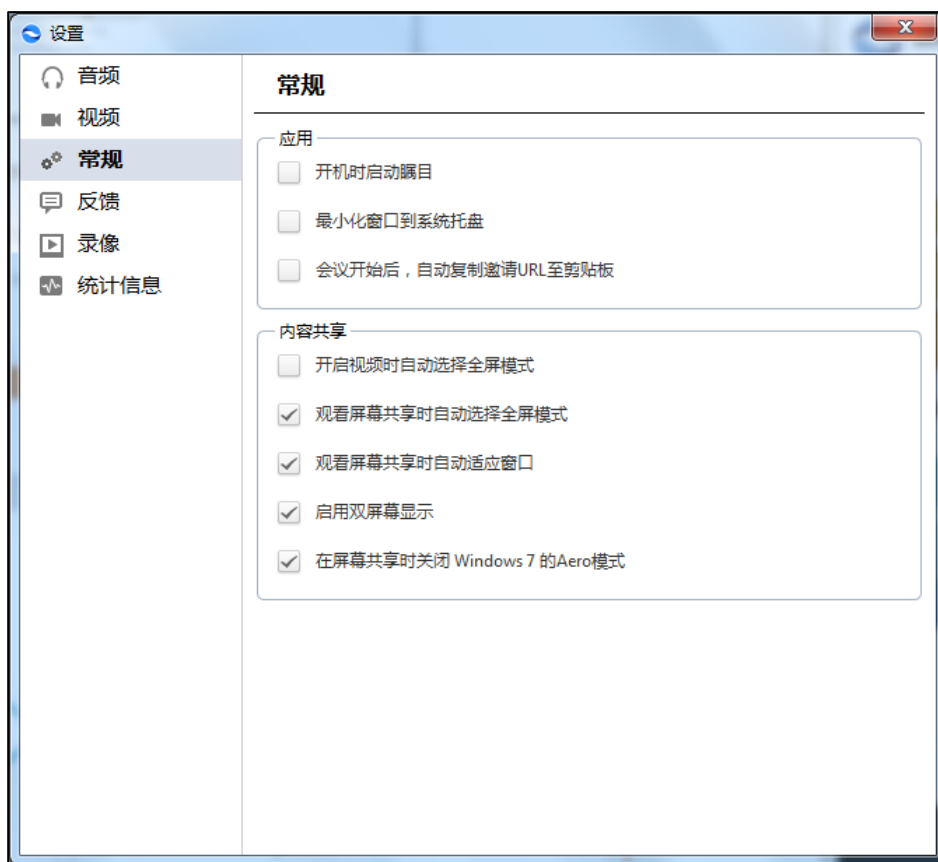 设置
音频
视频
常规
反馈
录像
统计信息
常规
应用
开机时启动瞩目
最小化窗口到系统托盘
会议开始后，自动复制邀请URL至剪贴板
内容共享
开启视频时自动选择全屏模式
观看屏幕共享时自动选择全屏模式
观看屏幕共享时自动适应窗口
启用双屏幕显示
在屏幕共享时关闭 Windows 7 的Aero模式